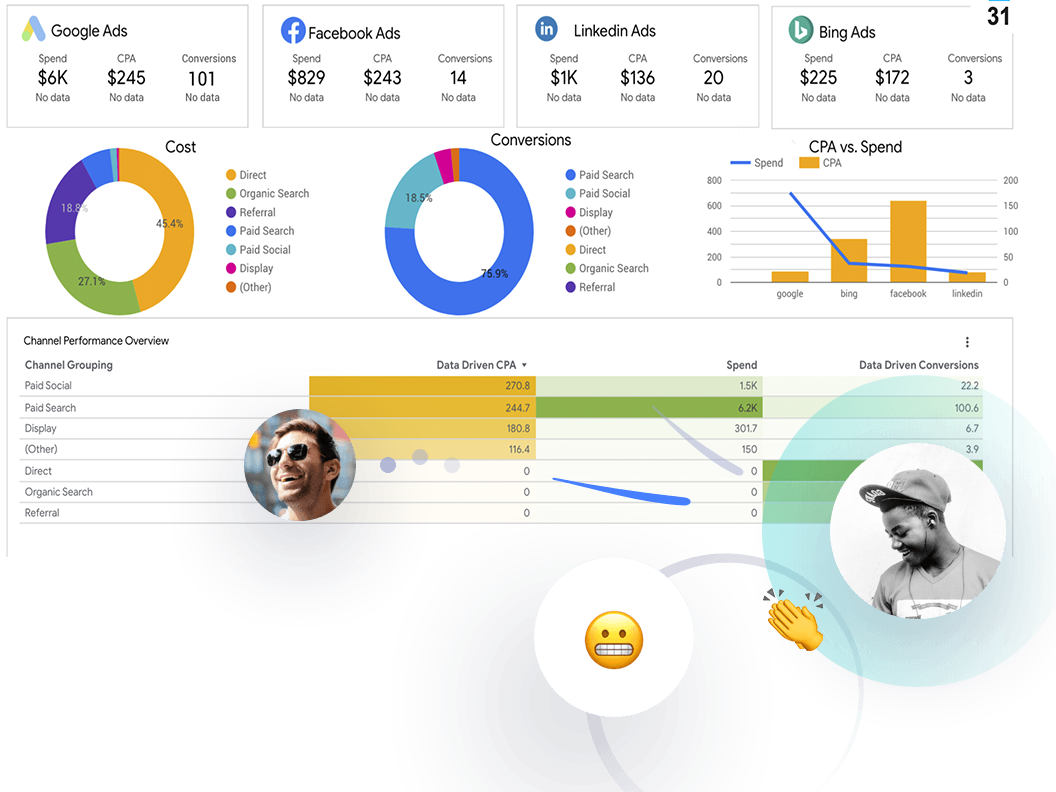 31
Google Ads
Facebook Ads
Linkedin Ads
Bing Ads
Spend CPA Conversions
$6K $245 101
No data No data No data
Spend CPA Conversions
$829 $243 14
No data No data No data
Spend CPA Conversions
$1K $136 20
No data No data No data
Spend CPA Conversions
$225 $172 3
No data No data No data
Cost
45.4%
27.1%
18.8%
Direct
Organic Search
Referral
Paid Search
Paid Social
Display
(Other)
Conversions
18.5%
75.9%
Paid Search
Paid Social
Display
(Other)
Direct
Organic Search
Referral
CPA vs. Spend
Spend CPA
800 200
600 150
400 100
200 50
0 0
google bing facebook linkedin
Channel Performance Overview
Channel Grouping Data Driven CPA Spend Data Driven Conversions
Paid Social 270.8 1.5K 22.2
Paid Search 244.7 6.2K 100.6
Display 180.8 301.7 6.7
(Other) 116.4 150 3.9
Direct 0 0
Organic Search 0 0
Referral 0 0